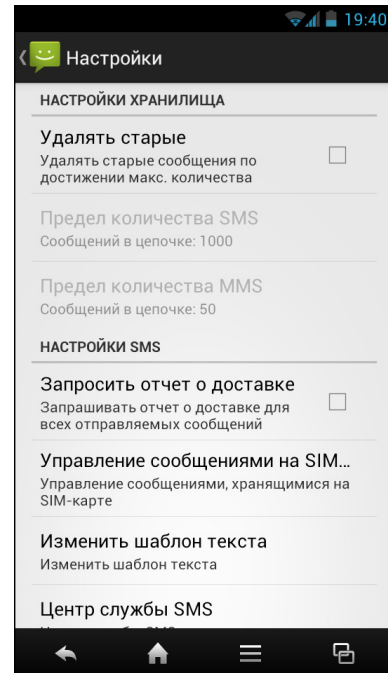 19:40
Настройки
НАСТРОЙКИ ХРАНИЛИЩА
Удалять старые
Удалять старые сообщения по
достижении макс. количества
Предел количества SMS
Сообщений в цепочке: 1000
Предел количества MMS
Сообщений в цепочке: 50
НАСТРОЙКИ SMS
Запросить отчет о доставке
Запрашивать отчет о доставке для
всех отправляемых сообщений
Управление сообщениями на SIM...
Управление сообщениями, хранящимися на
SIM-карте
Изменить шаблон текста
Изменить шаблон текста
Центр службы SMS